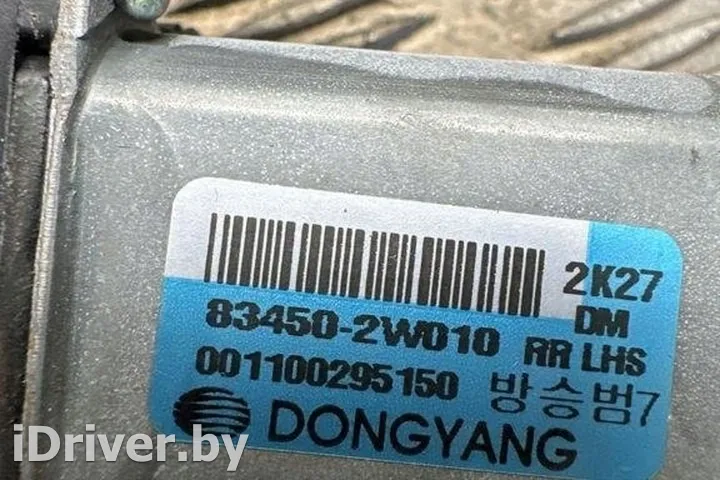 2K27
83450-2W010 DM
RR LHS
001100295150 방승범7
DONGYANG
iDriver.by